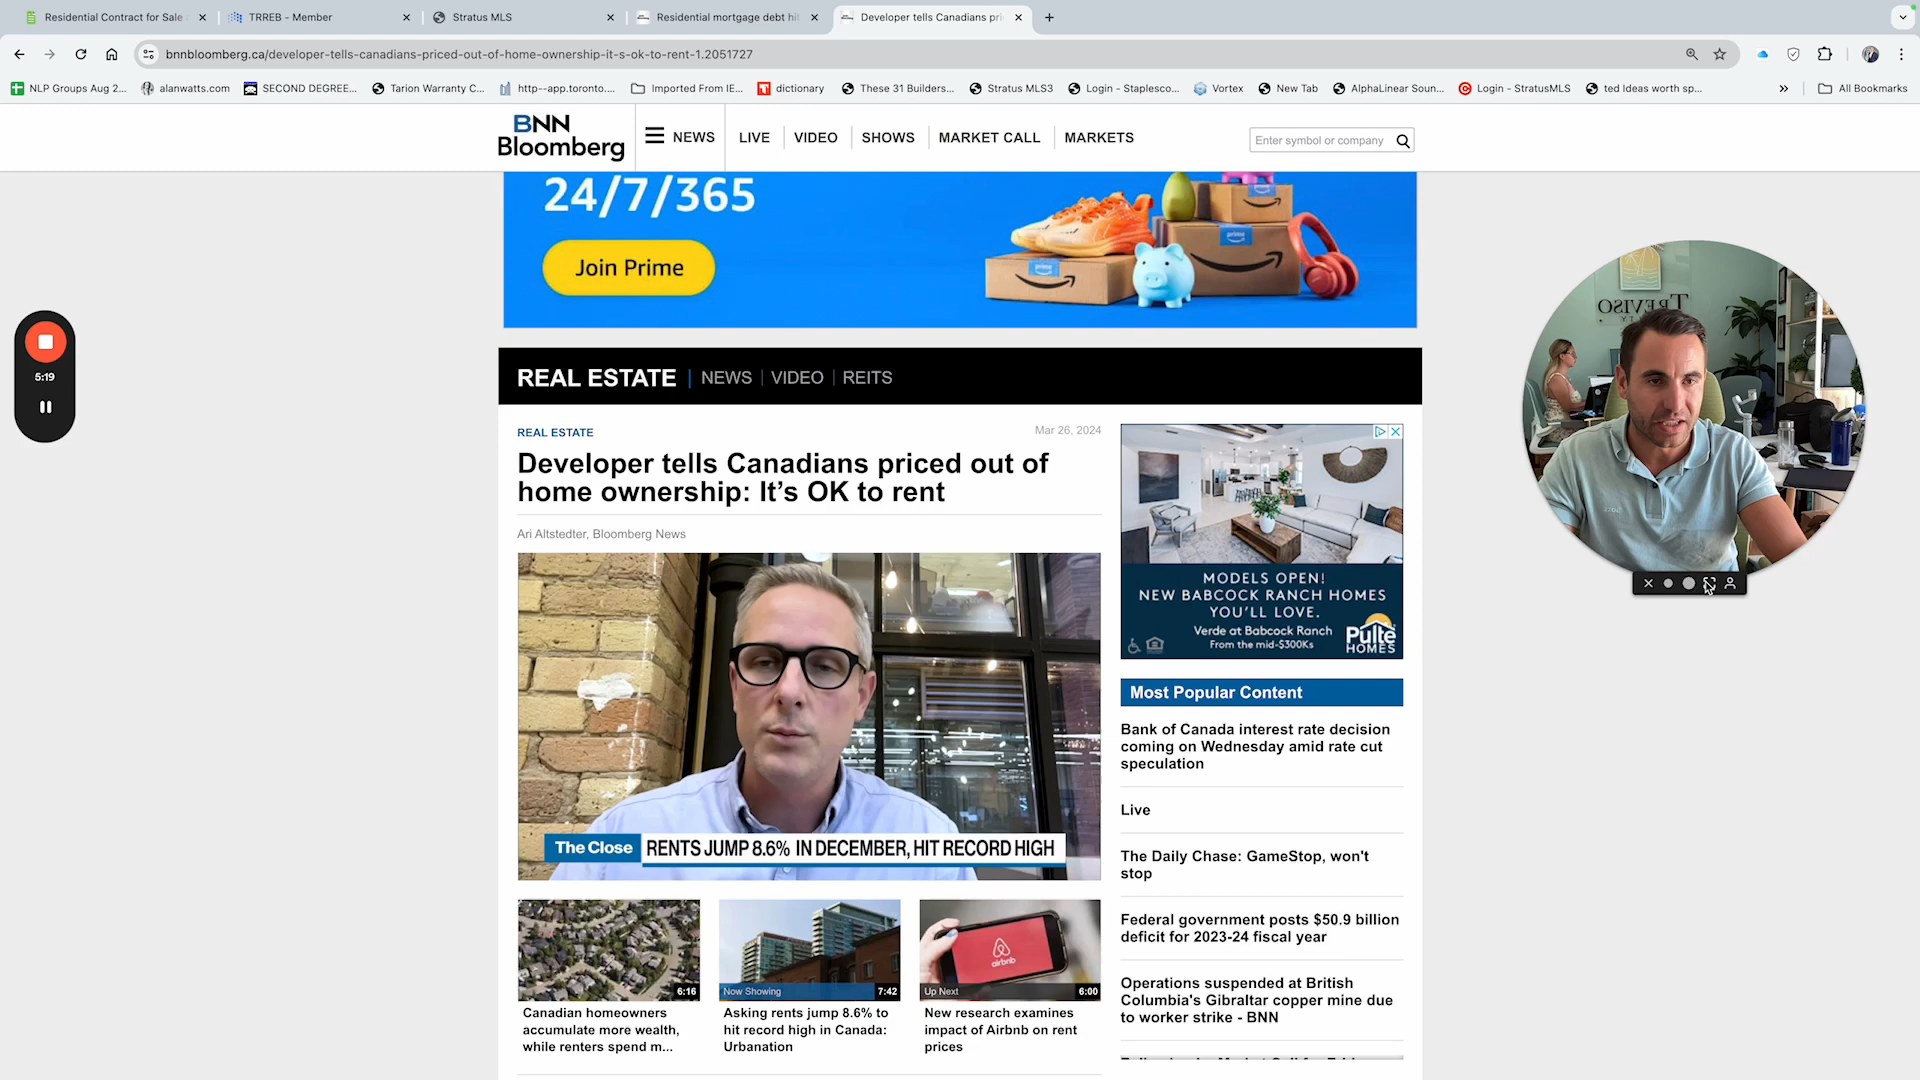 Residential Contract for Sale
TRREB - Member
Stratus MLS
Residential mortgage debt hi
Developer tells Canadians pri
bnnbloomberg.ca/developer-tells-canadians-priced-out-of-home-ownership-it-s-ok-to-rent-1.2051727
NLP Groups Aug 2...
alanwatts.com
SECOND DEGREE...
Tarion Warranty C...
http--app.toronto....
Imported From IE...
dictionary
These 31 Builders...
Stratus MLS3
Login - Staplesco...
Vortex
New Tab
AlphaLinear Soun...
Login - StratusMLS
ted Ideas worth sp...
All Bookmarks
BNN
Bloomberg
NEWS
LIVE
VIDEO
SHOWS
MARKET CALL
MARKETS
Enter symbol or company
24/7/365
Join Prime
prime
prime
prime
TREVISO
5:19
REAL ESTATE
NEWS
VIDEO
REITS
REAL ESTATE
Mar 26, 2024
Developer tells Canadians priced out of
home ownership: It's OK to rent
Ari Altstedter, Bloomberg News
The Close
RENTS JUMP 8.6% IN DECEMBER, HIT RECORD HIGH
6:16
Canadian homeowners
accumulate more wealth,
while renters spend m...
Now Showing
7:42
Asking rents jump 8.6% to
hit record high in Canada:
Urbanation
airbnb
Up Next
6:00
New research examines
impact of Airbnb on rent
prices
MODELS OPEN!
NEW BABCOCK RANCH HOMES
YOU'LL LOVE.
Verde at Babcock Ranch
From the mid-$300Ks
Pulte
HOMES
Most Popular Content
Bank of Canada interest rate decision
coming on Wednesday amid rate cut
speculation
Live
The Daily Chase: GameStop, won't
stop
Federal government posts $50.9 billion
deficit for 2023-24 fiscal year
Operations suspended at British
Columbia's Gibraltar copper mine due
to worker strike - BNN